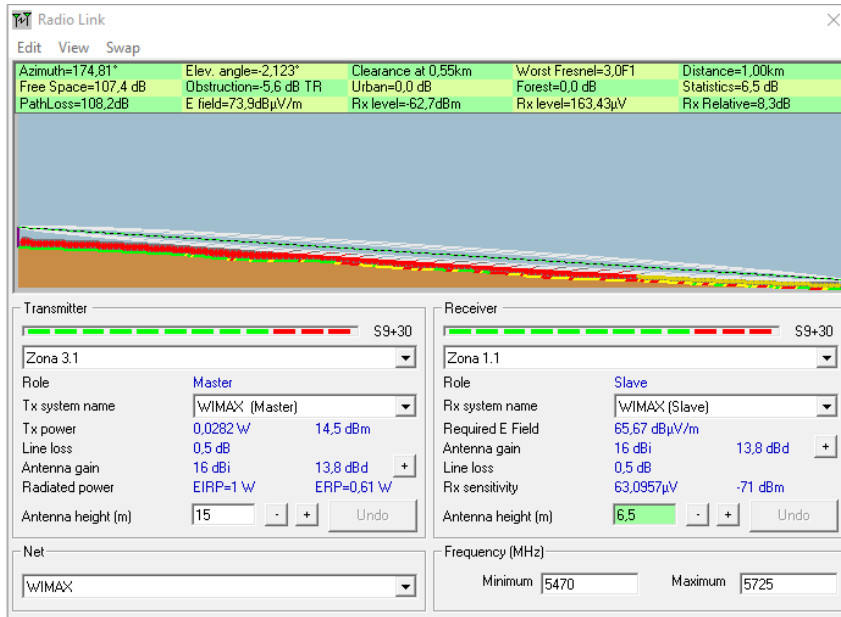 Radio Link
Edit View Swap
Azimuth=174,81° Elev. angle=-2,123° Clearance at 0,55km Worst Fresnel=3,0F1 Distance=1,00km
Free Space=107,4 dB Obstruction=-5,6 dB TR Urban=0,0 dB Forest=0,0 dB Statistics=6,5 dB
PathLoss=108,2dB E field=73,9dBµV/m Rx level=-62,7dBm Rx level=163,43µV Rx Relative=8,3dB
Transmitter
S9+30
Zona 3.1
Role Master
Tx system name WIMAX (Master)
Tx power 0,0282 W 14,5 dBm
Line loss 0,5 dB
Antenna gain 16 dBi 13,8 dBd +
Radiated power EIRP=1 W ERP=0,61 W
Antenna height (m) 15 - + Undo
Net
WIMAX
Receiver
S9+30
Zona 1.1
Role Slave
Rx system name WIMAX (Slave)
Required E Field 65,67 dBµV/m
Antenna gain 16 dBi 13,8 dBd +
Line loss 0,5 dB
Rx sensitivity 63,0957µV -71 dBm
Antenna height (m) 6,5 - + Undo
Frequency (MHz)
Minimum 5470 Maximum 5725